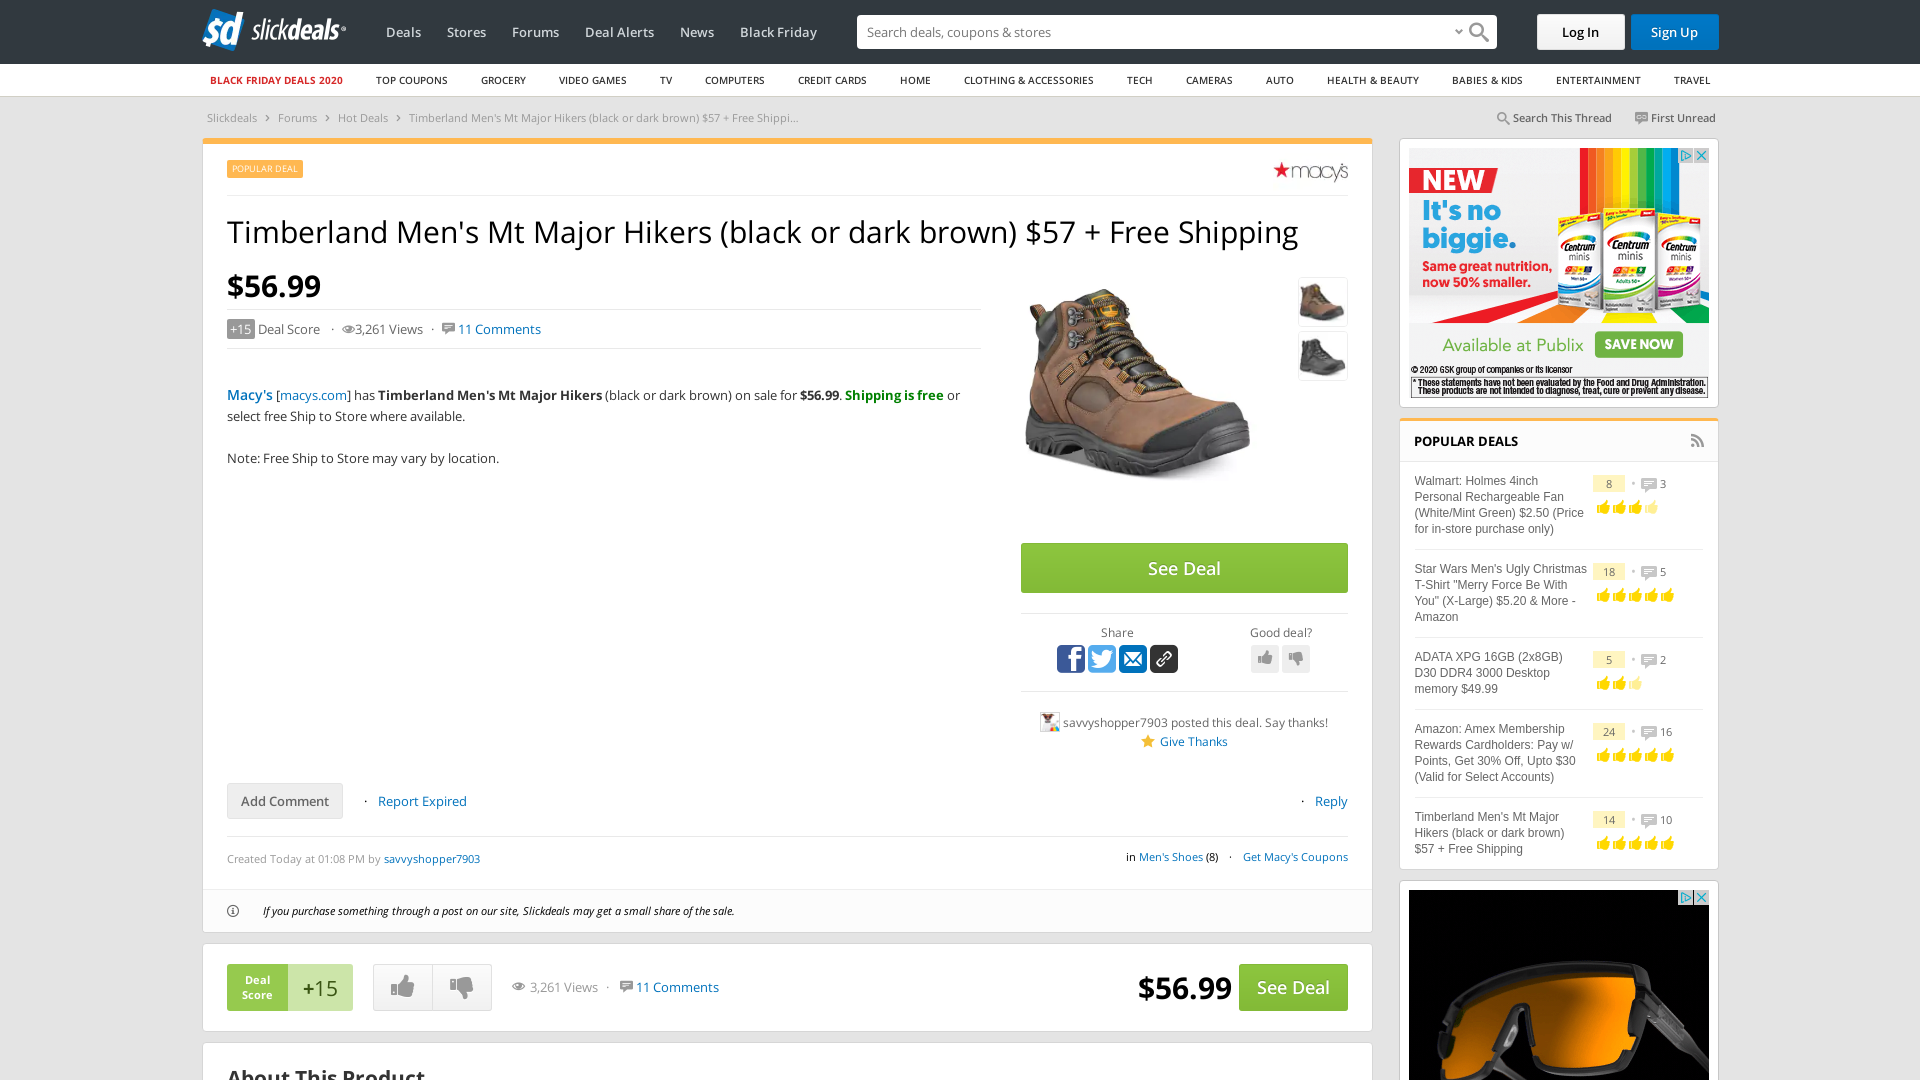 sd slickdeals
Deals Stores Forums Deal Alerts News Black Friday
Search deals, coupons & stores
Log In Sign Up
BLACK FRIDAY DEALS 2020 TOP COUPONS GROCERY VIDEO GAMES TV COMPUTERS CREDIT CARDS HOME CLOTHING & ACCESSORIES TECH CAMERAS AUTO HEALTH & BEAUTY BABIES & KIDS ENTERTAINMENT TRAVEL
Slickdeals › Forums › Hot Deals › Timberland Men's Mt Major Hikers (black or dark brown) $57 + Free Shippi...
Search This Thread First Unread
POPULAR DEAL
★macy's
Timberland Men's Mt Major Hikers (black or dark brown) $57 + Free Shipping
$56.99
+15 Deal Score · 3,261 Views · 11 Comments
Macy's [macys.com] has Timberland Men's Mt Major Hikers (black or dark brown) on sale for $56.99. Shipping is free or
select free Ship to Store where available.
Note: Free Ship to Store may vary by location.
See Deal
Share
Good deal?
savvyshopper7903 posted this deal. Say thanks!
Give Thanks
Add Comment · Report Expired
· Reply
Created Today at 01:08 PM by savvyshopper7903
in Men's Shoes (8) · Get Macy's Coupons
If you purchase something through a post on our site, Slickdeals may get a small share of the sale.
Deal
Score
+15
3,261 Views · 11 Comments
$56.99
See Deal
About This Product
NEW
It's no
biggie.
Same great nutrition,
now 50% smaller.
Centrum
minis
Centrum
minis
Centrum
minis
Available at Publix
SAVE NOW
© 2020 GSK group of companies or its licensor
* These statements have not been evaluated by the Food and Drug Administration.
These products are not intended to diagnose, treat, cure or prevent any disease.
POPULAR DEALS
Walmart: Holmes 4inch
Personal Rechargeable Fan
(White/Mint Green) $2.50 (Price
for in-store purchase only)
8 • 3
Star Wars Men's Ugly Christmas
T-Shirt "Merry Force Be With
You" (X-Large) $5.20 & More -
Amazon
18 • 5
ADATA XPG 16GB (2x8GB)
D30 DDR4 3000 Desktop
memory $49.99
5 • 2
Amazon: Amex Membership
Rewards Cardholders: Pay w/
Points, Get 30% Off, Upto $30
(Valid for Select Accounts)
24 • 16
Timberland Men's Mt Major
Hikers (black or dark brown)
$57 + Free Shipping
14 • 10